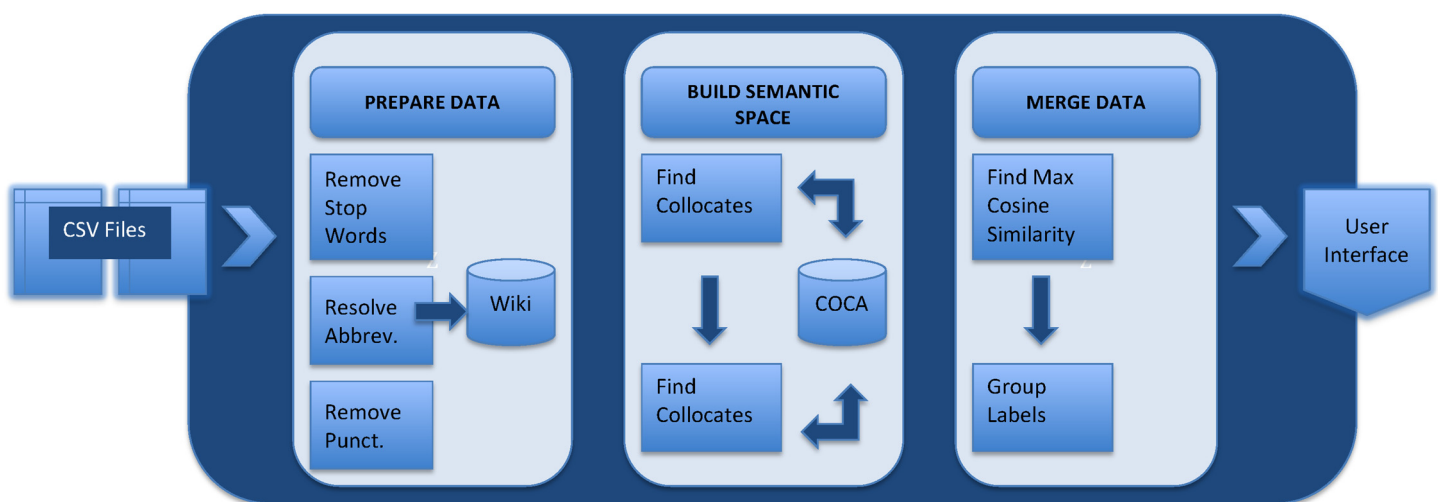 CSV Files
PREPARE DATA
Remove
Stop
Words
Resolve
Abbrev.
Wiki
Remove
Punct.
BUILD SEMANTIC
SPACE
Find
Collocates
COCA
Find
Collocates
MERGE DATA
Find Max
Cosine
Similarity
Group
Labels
User
Interface